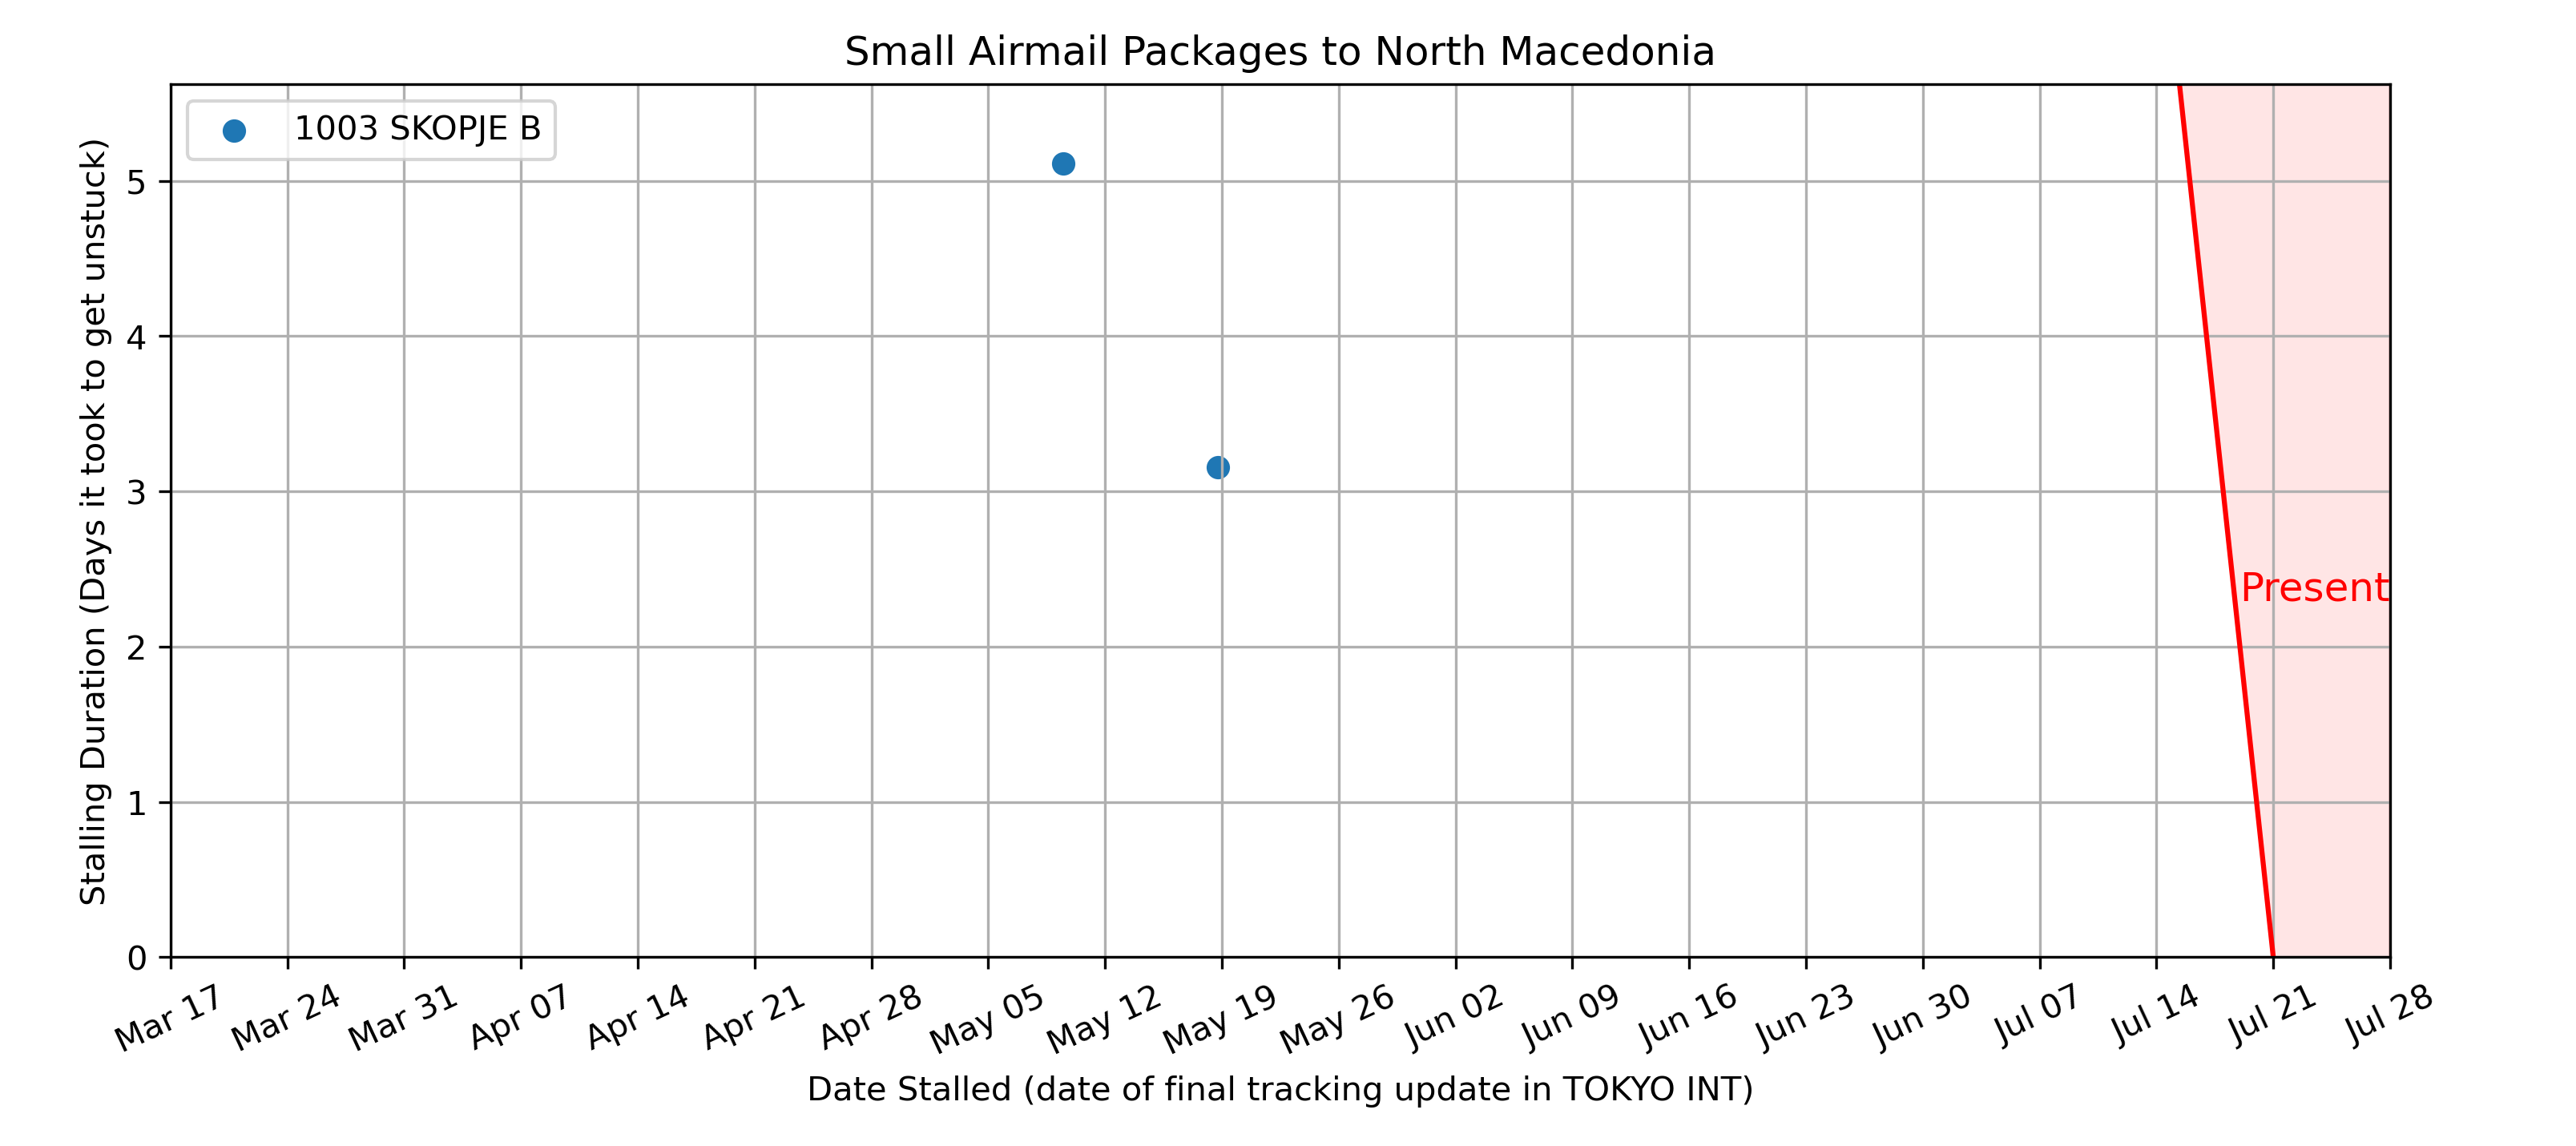 Small Airmail Packages to North Macedonia
1003 SKOPJE B
Stalling Duration (Days it took to get unstuck)
5
4
3
2
1
0
Present
Mar 17
Mar 24
Mar 31
Apr 07
Apr 14
Apr 21
Apr 28
May 05
May 12
May 19
May 26
Jun 02
Jun 09
Jun 16
Jun 23
Jun 30
Jul 07
Jul 14
Jul 21
Jul 28
Date Stalled (date of final tracking update in TOKYO INT)